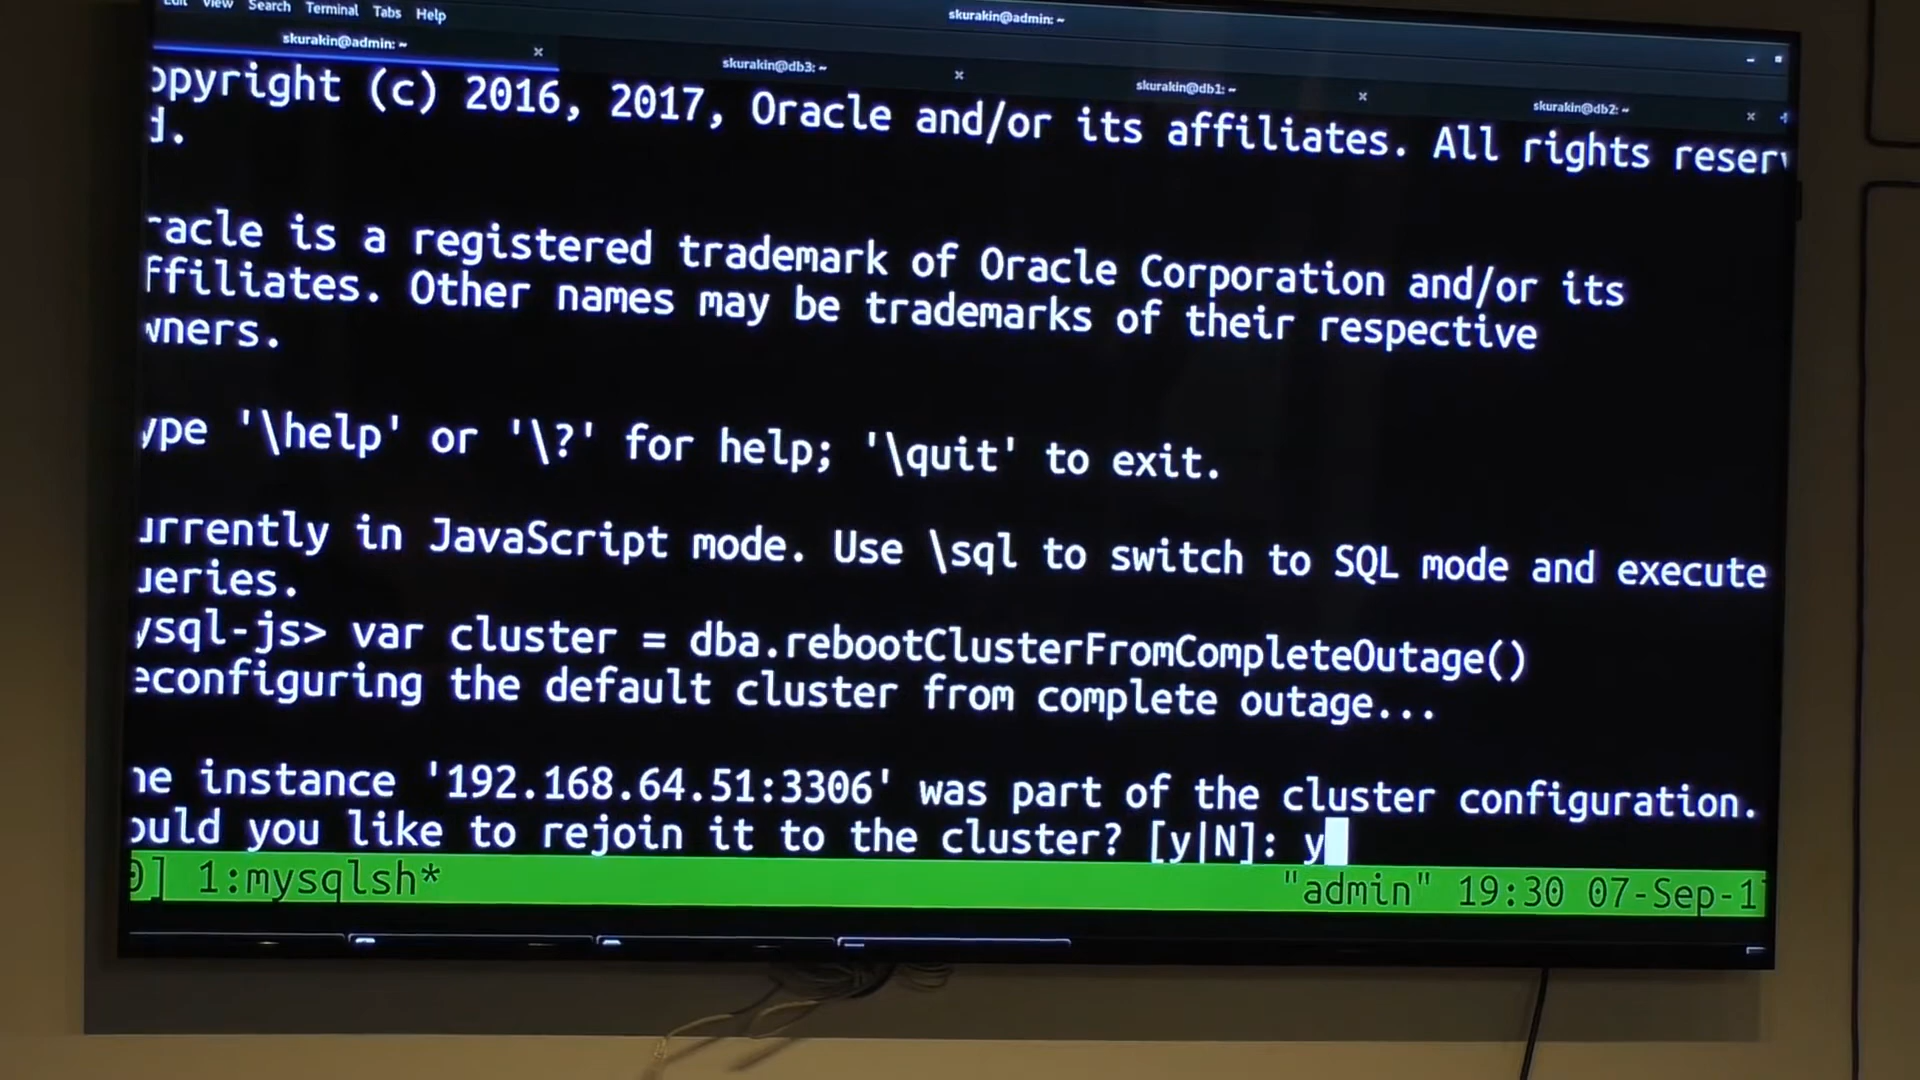 Edit View Search Terminal Tabs Help
skurakin@admin: ~
skurakin@admin: ~ × skurakin@db3: ~ × skurakin@db1: ~ × skurakin@db2: ~ ×
opyright (c) 2016, 2017, Oracle and/or its affiliates. All rights reserv
d.
racle is a registered trademark of Oracle Corporation and/or its
ffiliates. Other names may be trademarks of their respective
wners.
ype '\help' or '\?' for help; '\quit' to exit.
urrently in JavaScript mode. Use \sql to switch to SQL mode and execute
ueries.
ysql-js> var cluster = dba.rebootClusterFromCompleteOutage()
econfiguring the default cluster from complete outage...
he instance '192.168.64.51:3306' was part of the cluster configuration.
ould you like to rejoin it to the cluster? [y|N]: y
0] 1:mysqlsh* "admin" 19:30 07-Sep-1